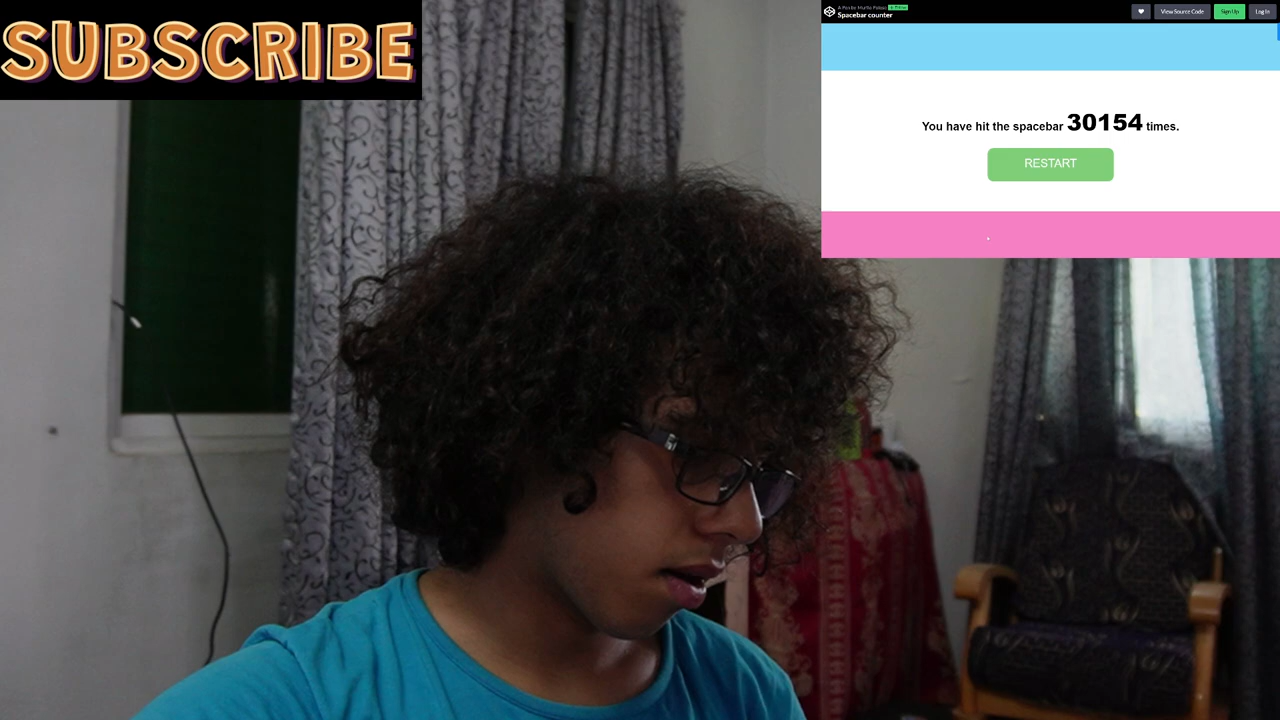 SUBSCRIBE
Spacebar counter
View Source Code
Sign Up
Log In
You have hit the spacebar 30154 times.
RESTART